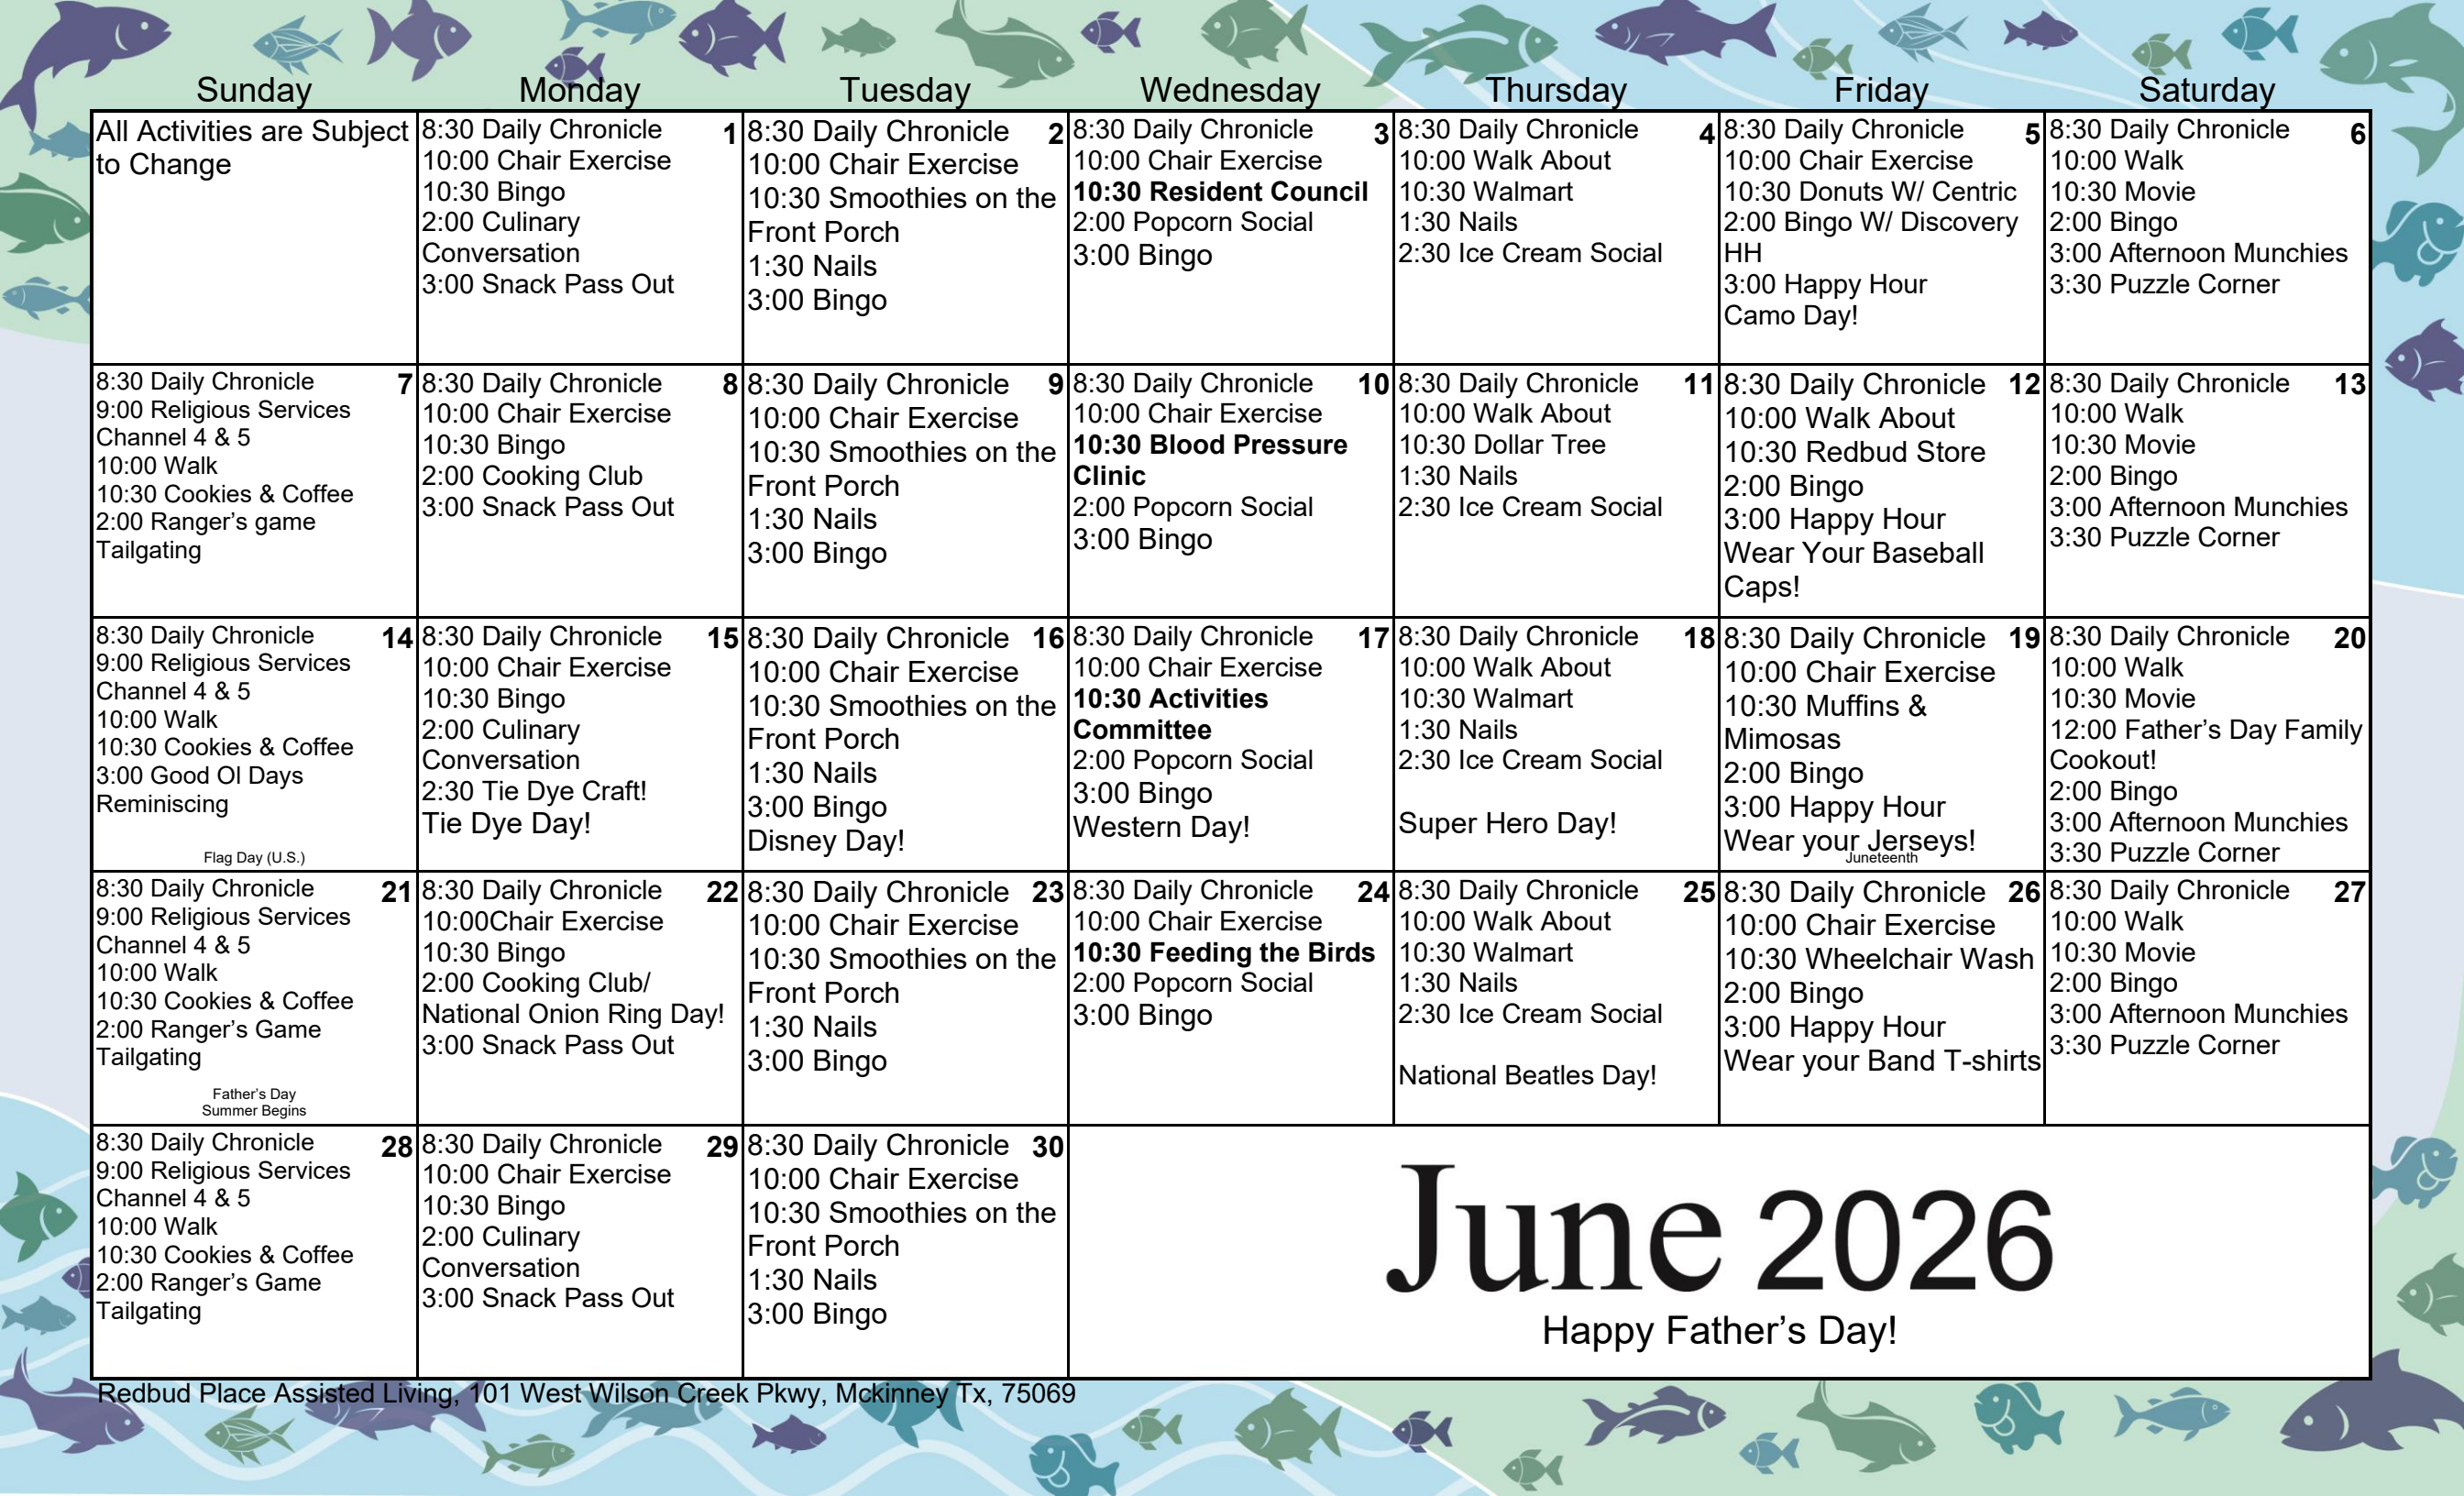 Sunday
Monday
Tuesday
Wednesday
Thursday
Friday
Saturday
All Activities are Subject
to Change
8:30 Daily Chronicle 1
10:00 Chair Exercise
10:30 Bingo
2:00 Culinary
Conversation
3:00 Snack Pass Out
8:30 Daily Chronicle 2
10:00 Chair Exercise
10:30 Smoothies on the
Front Porch
1:30 Nails
3:00 Bingo
8:30 Daily Chronicle 3
10:00 Chair Exercise
10:30 Resident Council
2:00 Popcorn Social
3:00 Bingo
8:30 Daily Chronicle 4
10:00 Walk About
10:30 Walmart
1:30 Nails
2:30 Ice Cream Social
8:30 Daily Chronicle 5
10:00 Chair Exercise
10:30 Donuts W/ Centric
2:00 Bingo W/ Discovery
HH
3:00 Happy Hour
Camo Day!
8:30 Daily Chronicle 6
10:00 Walk
10:30 Movie
2:00 Bingo
3:00 Afternoon Munchies
3:30 Puzzle Corner
8:30 Daily Chronicle 7
9:00 Religious Services
Channel 4 & 5
10:00 Walk
10:30 Cookies & Coffee
2:00 Ranger’s game
Tailgating
8:30 Daily Chronicle 8
10:00 Chair Exercise
10:30 Bingo
2:00 Cooking Club
3:00 Snack Pass Out
8:30 Daily Chronicle 9
10:00 Chair Exercise
10:30 Smoothies on the
Front Porch
1:30 Nails
3:00 Bingo
8:30 Daily Chronicle 10
10:00 Chair Exercise
10:30 Blood Pressure
Clinic
2:00 Popcorn Social
3:00 Bingo
8:30 Daily Chronicle 11
10:00 Walk About
10:30 Dollar Tree
1:30 Nails
2:30 Ice Cream Social
8:30 Daily Chronicle 12
10:00 Walk About
10:30 Redbud Store
2:00 Bingo
3:00 Happy Hour
Wear Your Baseball
Caps!
8:30 Daily Chronicle 13
10:00 Walk
10:30 Movie
2:00 Bingo
3:00 Afternoon Munchies
3:30 Puzzle Corner
8:30 Daily Chronicle 14
9:00 Religious Services
Channel 4 & 5
10:00 Walk
10:30 Cookies & Coffee
3:00 Good Ol Days
Reminiscing
Flag Day (U.S.)
8:30 Daily Chronicle 15
10:00 Chair Exercise
10:30 Bingo
2:00 Culinary
Conversation
2:30 Tie Dye Craft!
Tie Dye Day!
8:30 Daily Chronicle 16
10:00 Chair Exercise
10:30 Smoothies on the
Front Porch
1:30 Nails
3:00 Bingo
Disney Day!
8:30 Daily Chronicle 17
10:00 Chair Exercise
10:30 Activities
Committee
2:00 Popcorn Social
3:00 Bingo
Western Day!
8:30 Daily Chronicle 18
10:00 Walk About
10:30 Walmart
1:30 Nails
2:30 Ice Cream Social
Super Hero Day!
8:30 Daily Chronicle 19
10:00 Chair Exercise
10:30 Muffins &
Mimosas
2:00 Bingo
3:00 Happy Hour
Wear your Jerseys!
Juneteenth
8:30 Daily Chronicle 20
10:00 Walk
10:30 Movie
12:00 Father’s Day Family
Cookout!
2:00 Bingo
3:00 Afternoon Munchies
3:30 Puzzle Corner
8:30 Daily Chronicle 21
9:00 Religious Services
Channel 4 & 5
10:00 Walk
10:30 Cookies & Coffee
2:00 Ranger’s Game
Tailgating
Father’s Day
Summer Begins
8:30 Daily Chronicle 22
10:00Chair Exercise
10:30 Bingo
2:00 Cooking Club/
National Onion Ring Day!
3:00 Snack Pass Out
8:30 Daily Chronicle 23
10:00 Chair Exercise
10:30 Smoothies on the
Front Porch
1:30 Nails
3:00 Bingo
8:30 Daily Chronicle 24
10:00 Chair Exercise
10:30 Feeding the Birds
2:00 Popcorn Social
3:00 Bingo
8:30 Daily Chronicle 25
10:00 Walk About
10:30 Walmart
1:30 Nails
2:30 Ice Cream Social
National Beatles Day!
8:30 Daily Chronicle 26
10:00 Chair Exercise
10:30 Wheelchair Wash
2:00 Bingo
3:00 Happy Hour
Wear your Band T-shirts
8:30 Daily Chronicle 27
10:00 Walk
10:30 Movie
2:00 Bingo
3:00 Afternoon Munchies
3:30 Puzzle Corner
8:30 Daily Chronicle 28
9:00 Religious Services
Channel 4 & 5
10:00 Walk
10:30 Cookies & Coffee
2:00 Ranger’s Game
Tailgating
8:30 Daily Chronicle 29
10:00 Chair Exercise
10:30 Bingo
2:00 Culinary
Conversation
3:00 Snack Pass Out
8:30 Daily Chronicle 30
10:00 Chair Exercise
10:30 Smoothies on the
Front Porch
1:30 Nails
3:00 Bingo
June 2026
Happy Father’s Day!
Redbud Place Assisted Living, 101 West Wilson Creek Pkwy, Mckinney Tx, 75069